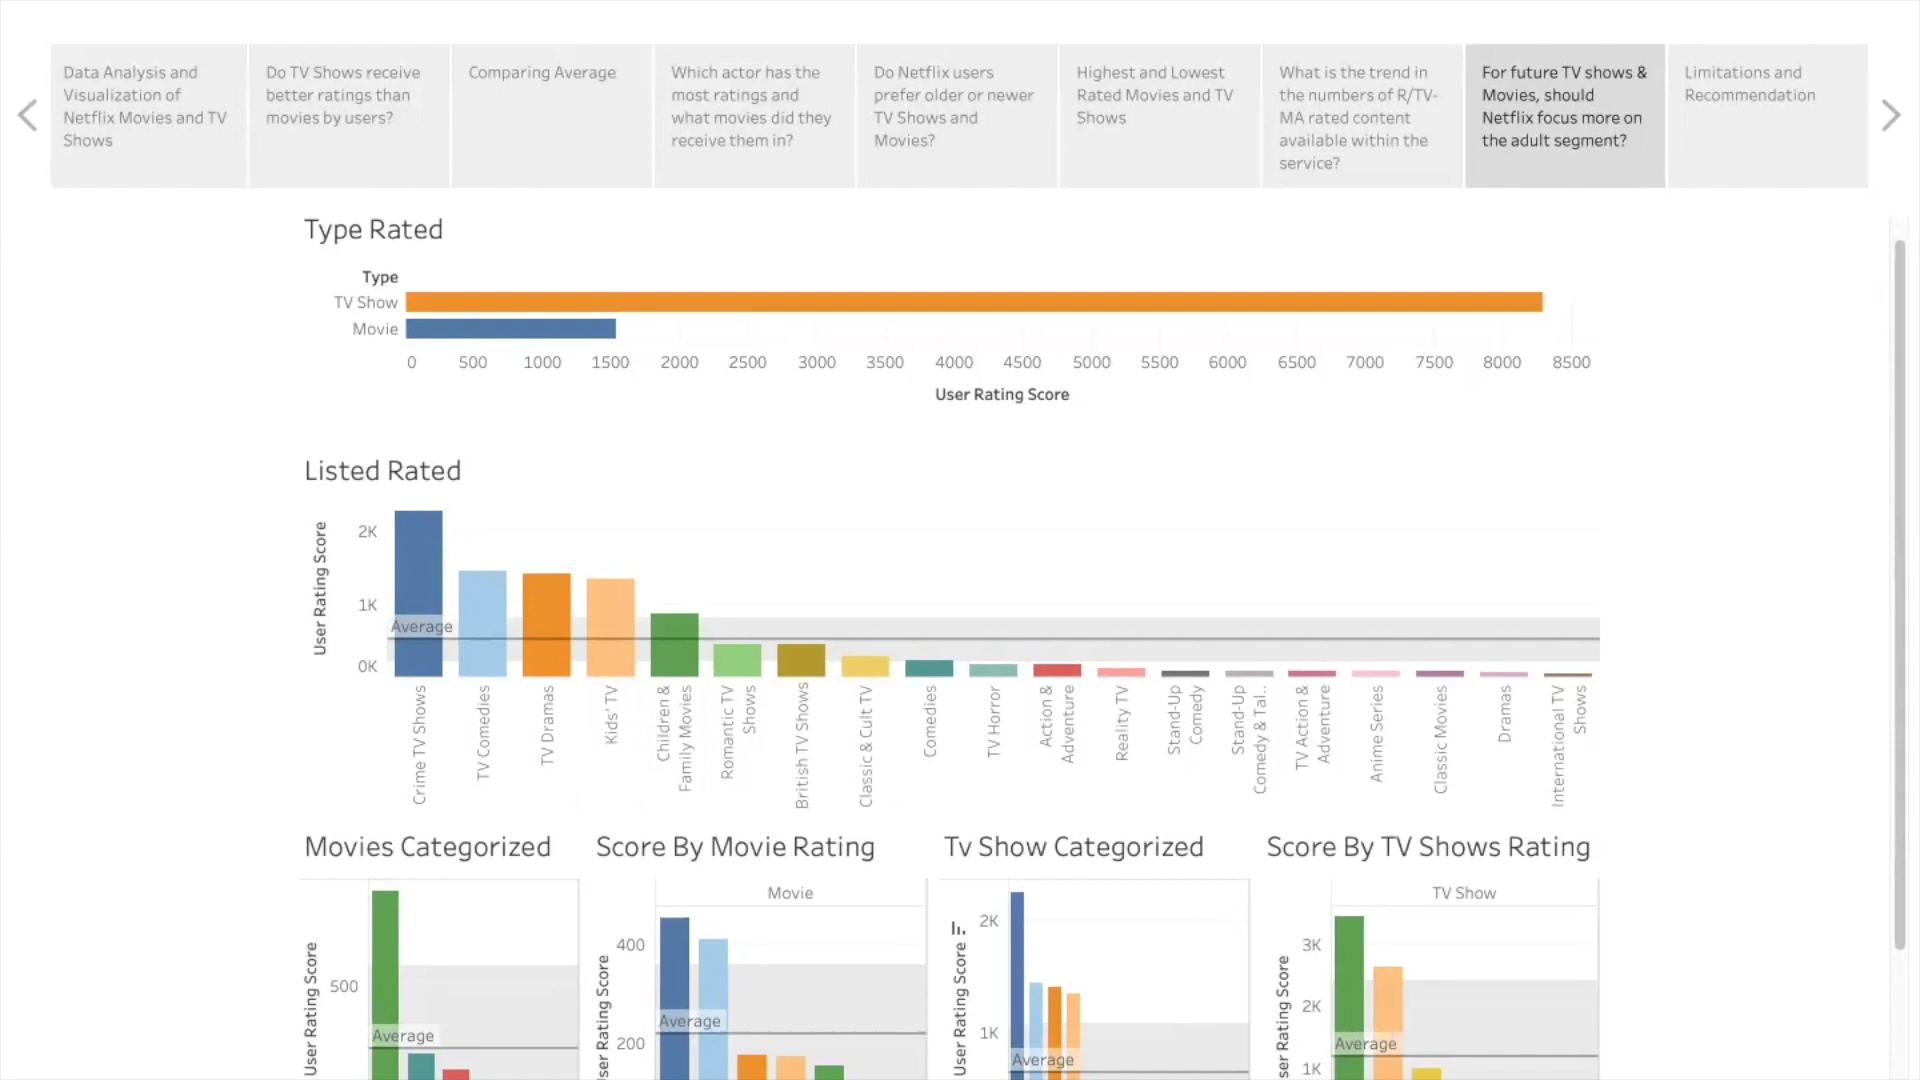 Data Analysis and
Visualization of
Netflix Movies and TV
Shows
Do TV Shows receive
better ratings than
movies by users?
Comparing Average
Which actor has the
most ratings and
what movies did they
receive them in?
Do Netflix users
prefer older or newer
TV Shows and
Movies?
Highest and Lowest
Rated Movies and TV
Shows
What is the trend in
the numbers of R/TV-
MA rated content
available within the
service?
For future TV shows &
Movies, should
Netflix focus more on
the adult segment?
Limitations and
Recommendation
Type Rated
Type
TV Show
Movie
0 500 1000 1500 2000 2500 3000 3500 4000 4500 5000 5500 6000 6500 7000 7500 8000 8500
User Rating Score
Listed Rated
User Rating Score
2K
1K
0K
Average
Crime TV Shows
TV Comedies
TV Dramas
Kids' TV
Children &
Family Movies
Romantic TV
Shows
British TV Shows
Classic & Cult TV
Comedies
TV Horror
Action &
Adventure
Reality TV
Stand-Up
Comedy
Stand-Up
Comedy & Tal..
TV Action &
Adventure
Anime Series
Classic Movies
Dramas
International TV
Shows
Movies Categorized
User Rating Score
500
Average
Score By Movie Rating
Movie
ser Rating Score
400
200
Average
Tv Show Categorized
User Rating Score
2K
1K
Average
Score By TV Shows Rating
TV Show
ser Rating Score
3K
2K
1K
Average